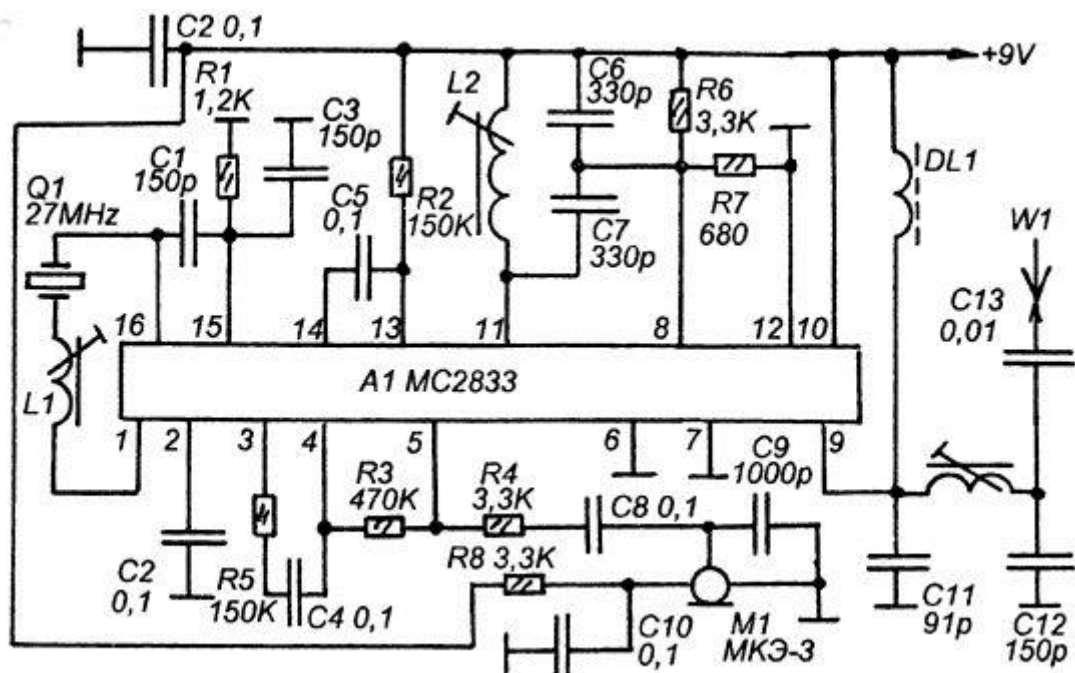 C2 0,1
+9V
R1
1,2K
C3
150p
L2
C6
330p
R6
3,3K
DL1
C1
150p
Q1
27MHz
C5
0,1
R2
150K
C7
330p
R7
680
W1
C13
0,01
16
15
14
13
11
8
12
10
A1 MC2833
L1
1
2
3
4
5
6
7
9
R3
470K
R4
3,3K
C8 0,1
C9
1000p
R8 3,3K
C2
0,1
R5
150K
C4 0,1
C10
0,1
M1
МКЭ-3
C11
91p
C12
150p